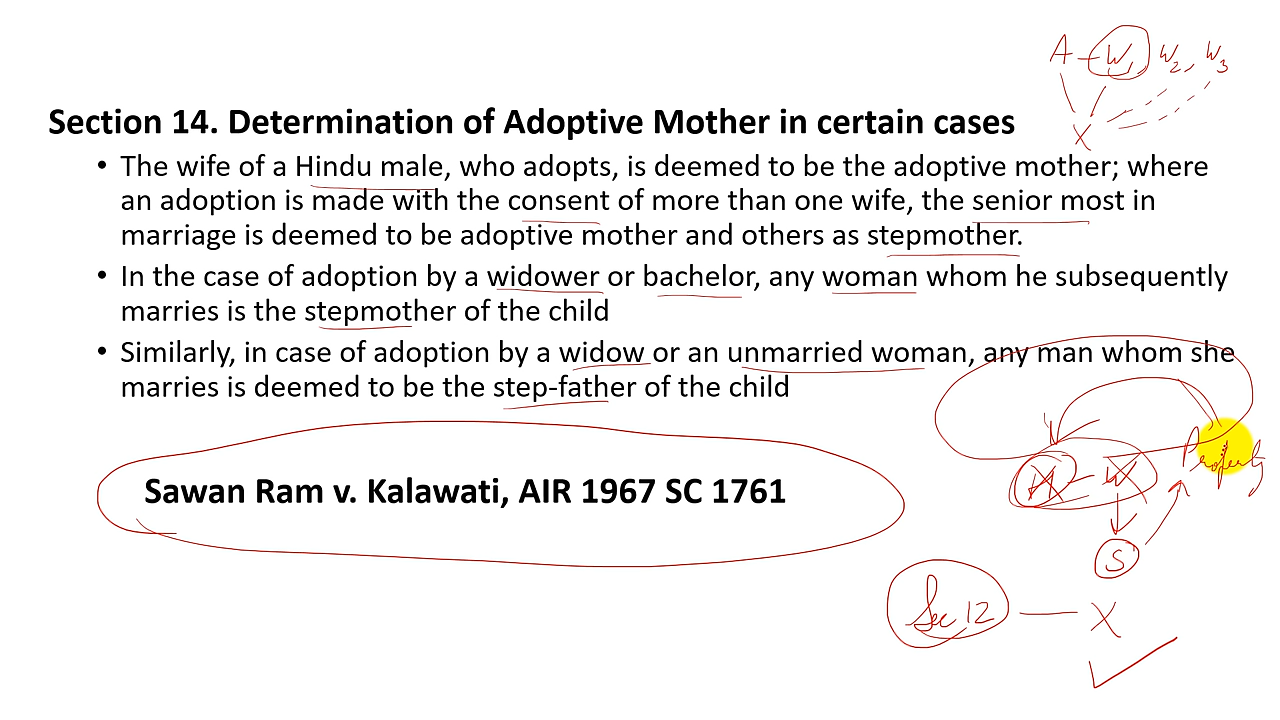 A - W1, W2, W3
X
Section 14. Determination of Adoptive Mother in certain cases
• The wife of a Hindu male, who adopts, is deemed to be the adoptive mother; where
an adoption is made with the consent of more than one wife, the senior most in
marriage is deemed to be adoptive mother and others as stepmother.
• In the case of adoption by a widower or bachelor, any woman whom he subsequently
marries is the stepmother of the child
• Similarly, in case of adoption by a widow or an unmarried woman, any man whom she
marries is deemed to be the step-father of the child
Property
H - W
Sawan Ram v. Kalawati, AIR 1967 SC 1761
S
Sec 12 — X